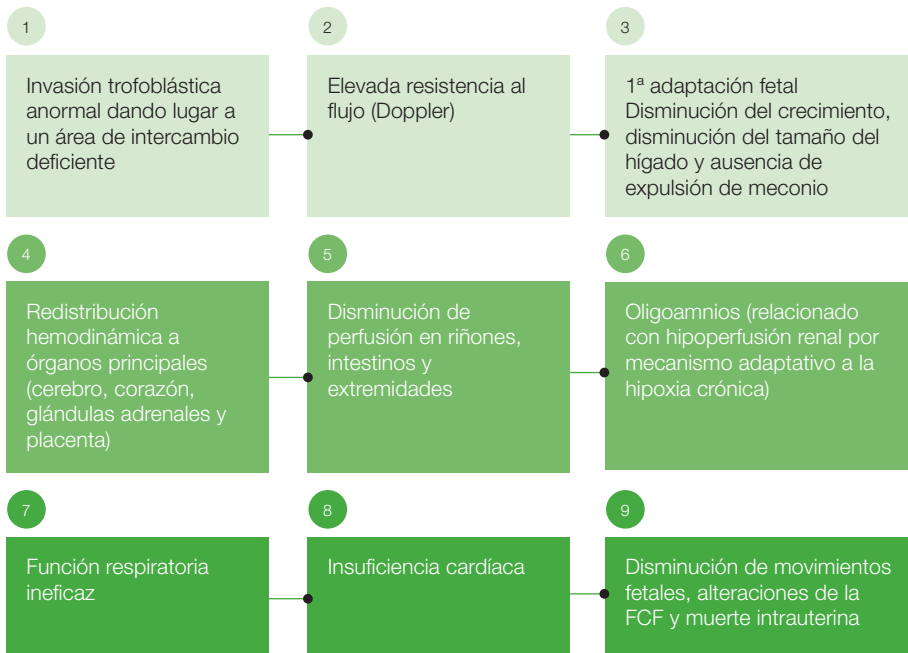 1
Invasión trofoblástica
anormal dando lugar a
un área de intercambio
deficiente
2
Elevada resistencia al
flujo (Doppler)
3
1ª adaptación fetal
Disminución del crecimiento,
disminución del tamaño del
hígado y ausencia de
expulsión de meconio
4
Redistribución
hemodinámica a
órganos principales
(cerebro, corazón,
glándulas adrenales y
placenta)
5
Disminución de
perfusión en riñones,
intestinos y
extremidades
6
Oligoamnios (relacionado
con hipoperfusión renal por
mecanismo adaptativo a la
hipoxia crónica)
7
Función respiratoria
ineficaz
8
Insuficiencia cardíaca
9
Disminución de movimientos
fetales, alteraciones de la
FCF y muerte intrauterina